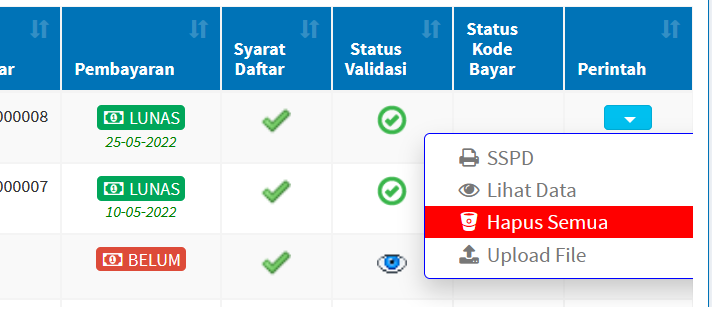 ar
Pembayaran
Syarat
Daftar
Status
Validasi
Status
Kode
Bayar
Perintah
000008
LUNAS
25-05-2022
000007
LUNAS
10-05-2022
BELUM
SSPD
Lihat Data
Hapus Semua
Upload File